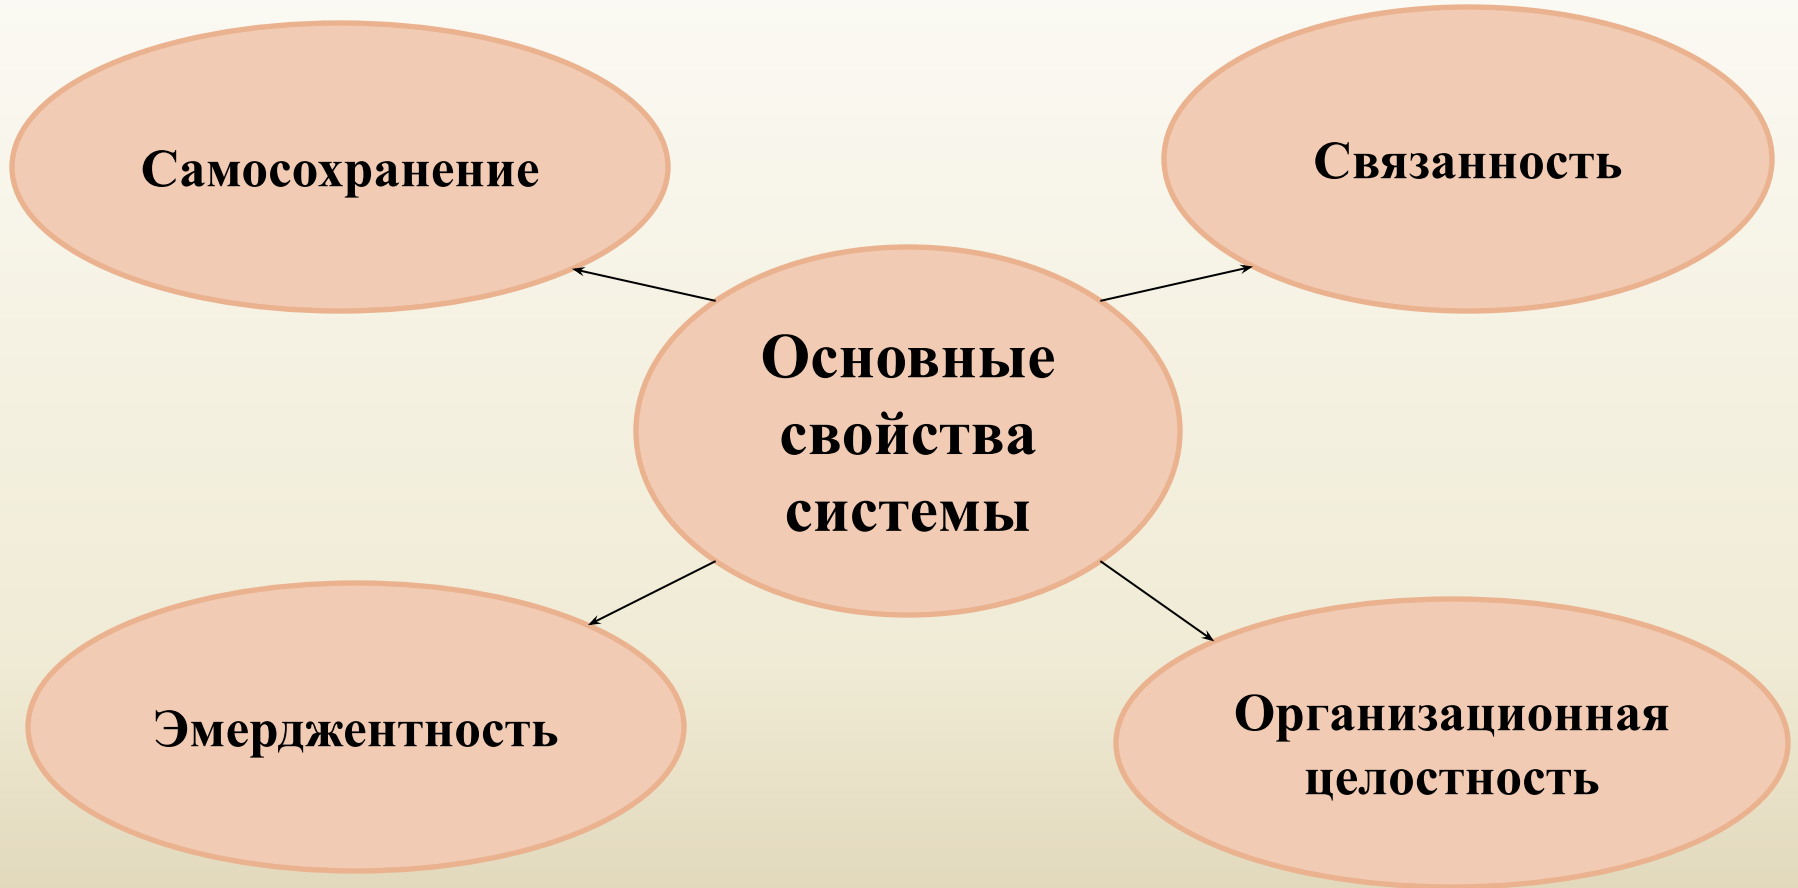 Самосохранение
Связанность
Основные
свойства
системы
Эмерджентность
Организационная
целостность